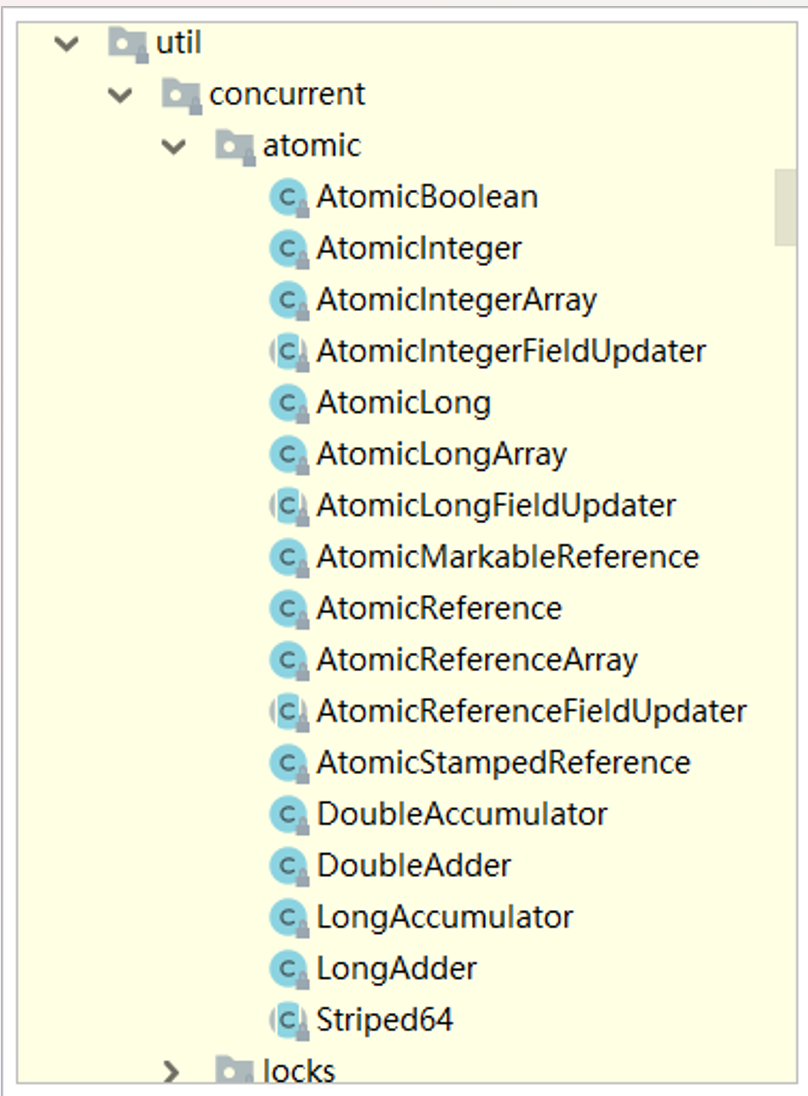 util
concurrent
atomic
AtomicBoolean
AtomicInteger
AtomicIntegerArray
AtomicIntegerFieldUpdater
AtomicLong
AtomicLongArray
AtomicLongFieldUpdater
AtomicMarkableReference
AtomicReference
AtomicReferenceArray
AtomicReferenceFieldUpdater
AtomicStampedReference
DoubleAccumulator
DoubleAdder
LongAccumulator
LongAdder
Striped64
locks